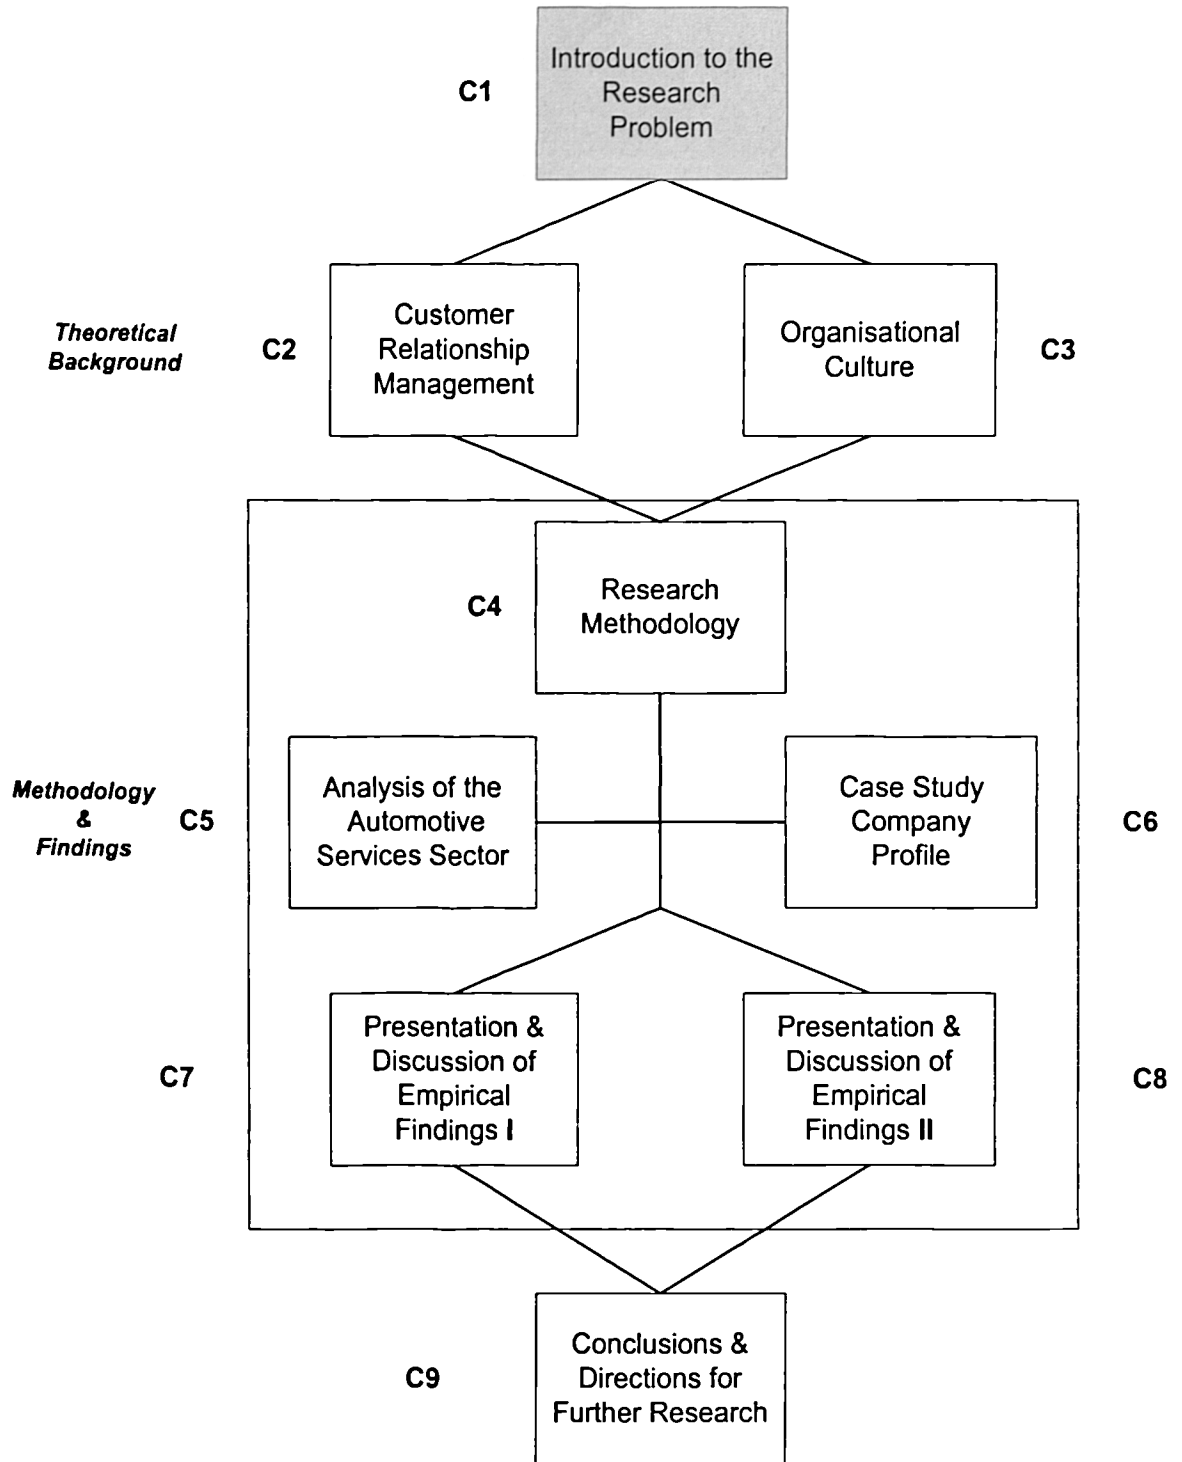 C1
Introduction to the
Research
Problem
Theoretical
Background
C2
Customer
Relationship
Management
Organisational
Culture
C3
C4
Research
Methodology
Methodology
&
Findings
C5
Analysis of the
Automotive
Services Sector
Case Study
Company
Profile
C6
C7
Presentation &
Discussion of
Empirical
Findings I
Presentation &
Discussion of
Empirical
Findings II
C8
C9
Conclusions &
Directions for
Further Research